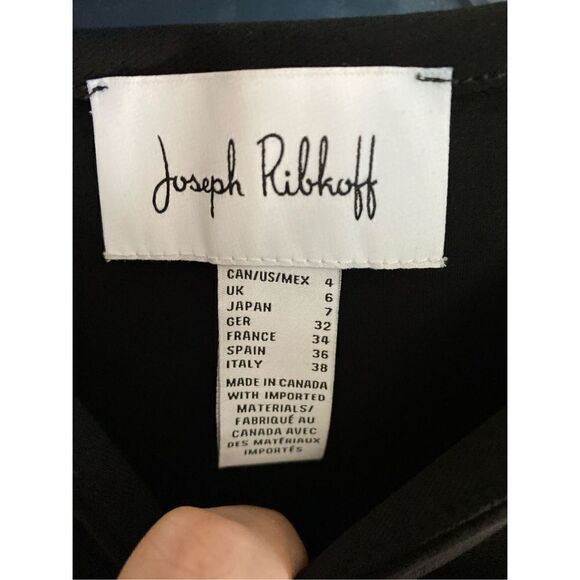 Joseph Ribkoff
CAN/US/MEX 4
UK 6
JAPAN 7
GER 32
FRANCE 34
SPAIN 36
ITALY 38
MADE IN CANADA
WITH IMPORTED
MATERIALS/
FABRIQUÉ AU
CANADA AVEC
DES MATÉRIAUX
IMPORTÉS